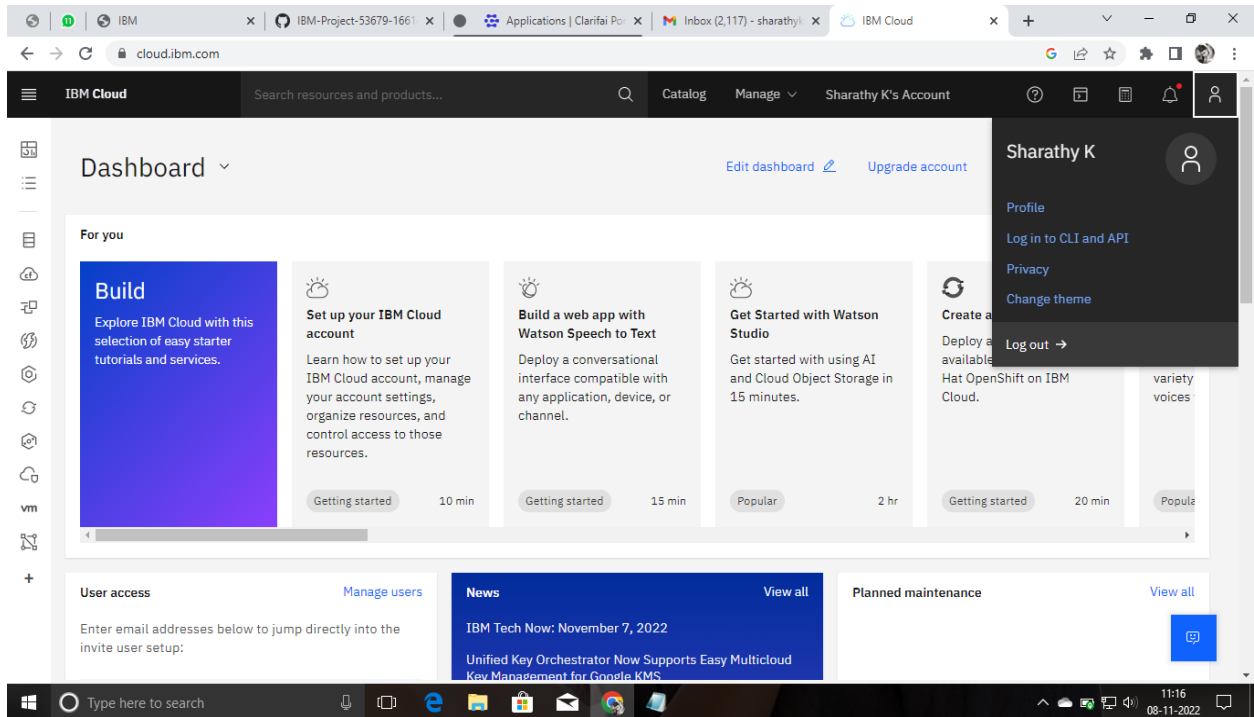 11
IBM
IBM-Project-53679-1661
Applications | Clarifai Por
Inbox (2,117) - sharathyk
IBM Cloud
cloud.ibm.com
IBM Cloud
Search resources and products...
Catalog
Manage
Sharathy K's Account
Sharathy K
Profile
Log in to CLI and API
Privacy
Change theme
Log out →
Dashboard
Edit dashboard
Upgrade account
For you
Build
Explore IBM Cloud with this
selection of easy starter
tutorials and services.
Set up your IBM Cloud
account
Learn how to set up your
IBM Cloud account, manage
your account settings,
organize resources, and
control access to those
resources.
Getting started
10 min
Build a web app with
Watson Speech to Text
Deploy a conversational
interface compatible with
any application, device, or
channel.
Getting started
15 min
Get Started with Watson
Studio
Get started with using AI
and Cloud Object Storage in
15 minutes.
Popular
2 hr
Create a
Deploy a
available
Hat OpenShift on IBM
Cloud.
Getting started
20 min
variety
voices
Popula
vm
User access
Manage users
Enter email addresses below to jump directly into the
invite user setup:
News
View all
IBM Tech Now: November 7, 2022
Unified Key Orchestrator Now Supports Easy Multicloud
Key Management for Google KMS
Planned maintenance
View all
Type here to search
11:16
08-11-2022